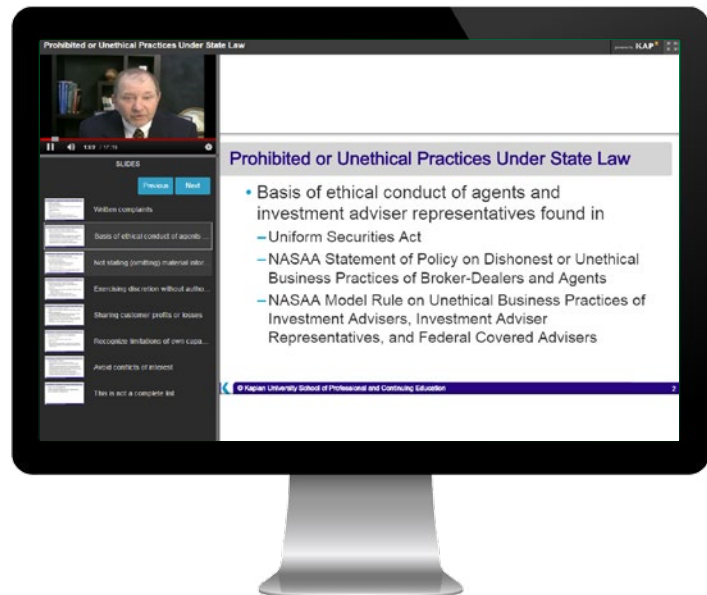 Prohibited or Unethical Practices Under State Law
KAP
SLIDES
Previous Next
Written complaints
Basis of ethical conduct of agents ...
Not stating (omitting) material infor...
Exercising discretion without autho...
Sharing customer profits or losses
Recognize limitations of own capa...
Avoid conflicts of interest
This is not a complete list
Prohibited or Unethical Practices Under State Law
• Basis of ethical conduct of agents and
investment adviser representatives found in
–Uniform Securities Act
–NASAA Statement of Policy on Dishonest or Unethical
Business Practices of Broker-Dealers and Agents
–NASAA Model Rule on Unethical Business Practices of
Investment Advisers, Investment Adviser
Representatives, and Federal Covered Advisers
© Kaplan University School of Professional and Continuing Education 2